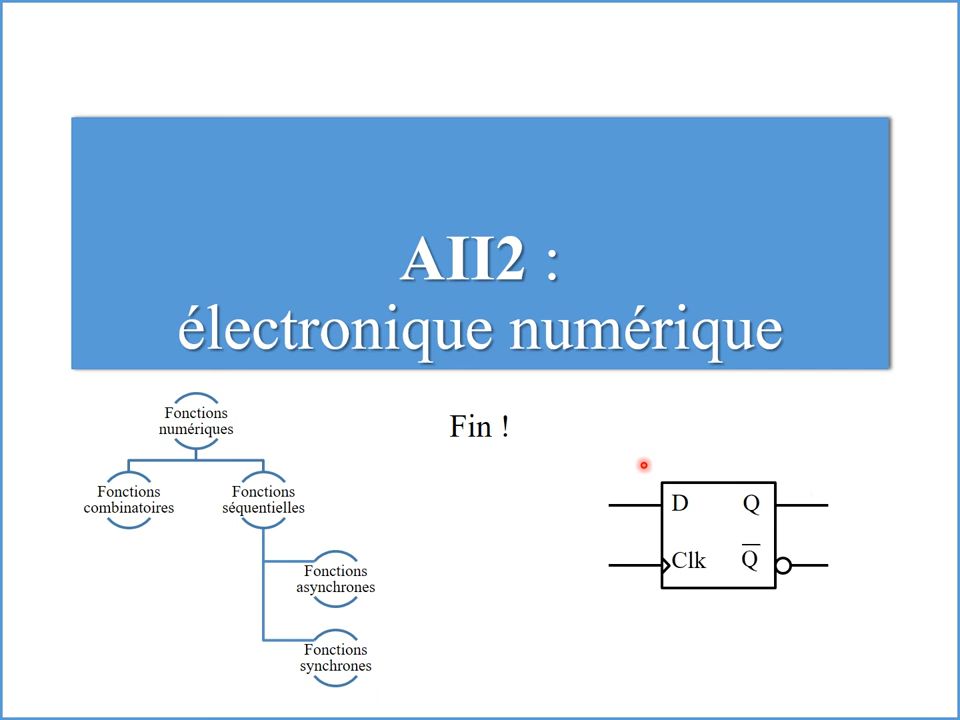 AII2 :
électronique numérique
Fin !
Fonctions
numériques
Fonctions
combinatoires
Fonctions
séquentielles
Fonctions
asynchrones
Fonctions
synchrones
D Q
Clk Q̅